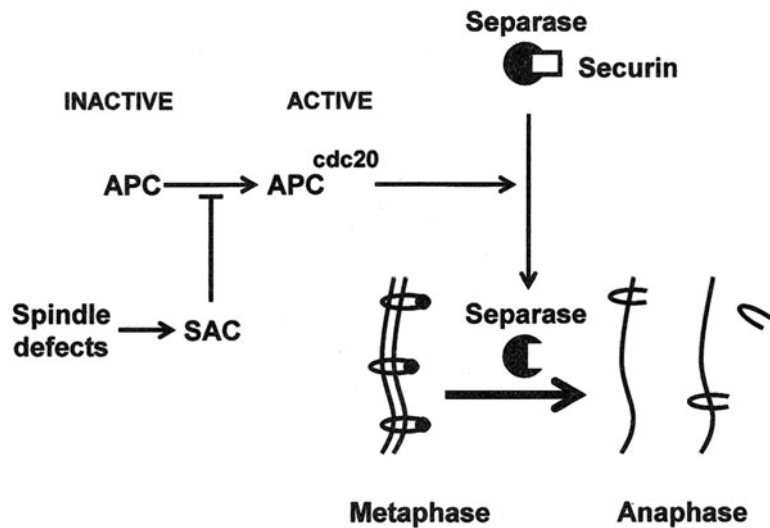 Separase
Securin
INACTIVE
ACTIVE
APC
APC cdc20
Spindle
defects
SAC
Separase
Metaphase
Anaphase